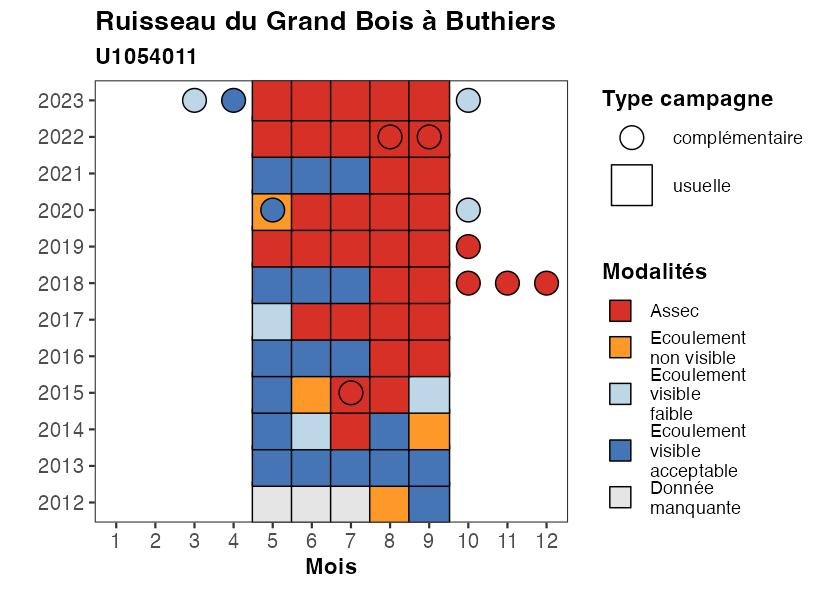 Ruisseau du Grand Bois à Buthiers
U1054011
2023
2022
2021
2020
2019
2018
2017
2016
2015
2014
2013
2012
1 2 3 4 5 6 7 8 9 10 11 12
Mois
Type campagne
complémentaire
usuelle
Modalités
Assec
Ecoulement
non visible
Ecoulement
visible
faible
Ecoulement
visible
acceptable
Donnée
manquante